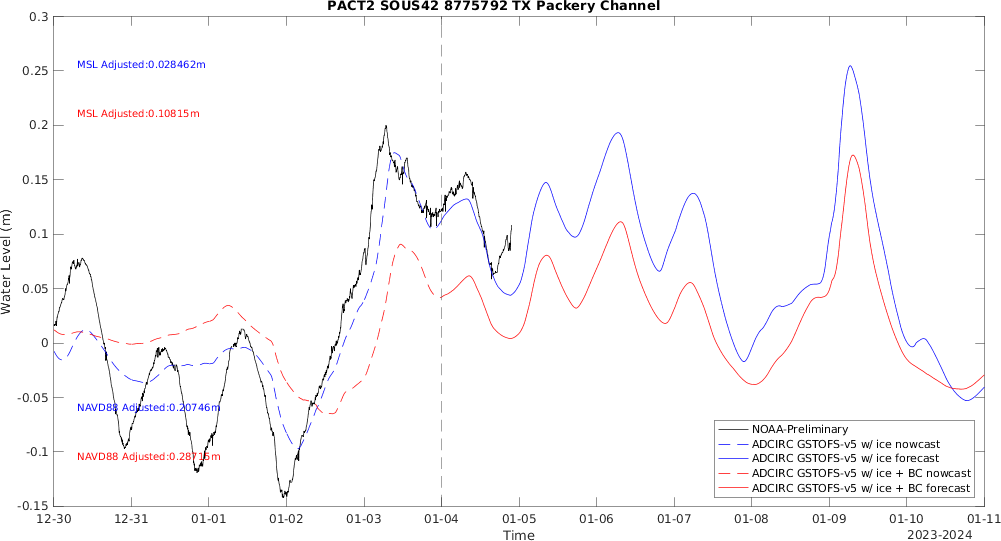 PACT2 SOUS42 8775792 TX Packery Channel
0.3
0.25
0.2
0.15
0.1
0.05
0
-0.05
-0.1
-0.15
Water Level (m)
MSL Adjusted:0.028462m
MSL Adjusted:0.10815m
NAVD88 Adjusted:0.20746m
NAVD88 Adjusted:0.28715m
NOAA-Preliminary
ADCIRC GSTOFS-v5 w/ ice nowcast
ADCIRC GSTOFS-v5 w/ ice forecast
ADCIRC GSTOFS-v5 w/ ice + BC nowcast
ADCIRC GSTOFS-v5 w/ ice + BC forecast
12-30 12-31 01-01 01-02 01-03 01-04 01-05 01-06 01-07 01-08 01-09 01-10 01-11
Time
2023-2024